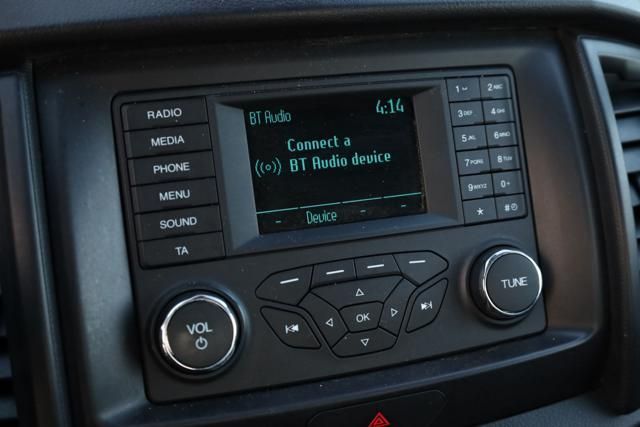 BT Audio 4:14
Connect a
BT Audio device
- Device - -
RADIO
MEDIA
PHONE
MENU
SOUND
TA
1
2ABC
3DEF
4GHI
5JKL
6MNO
7PQRS
8TUV
9WXYZ
0+
*
#
VOL
OK
TUNE